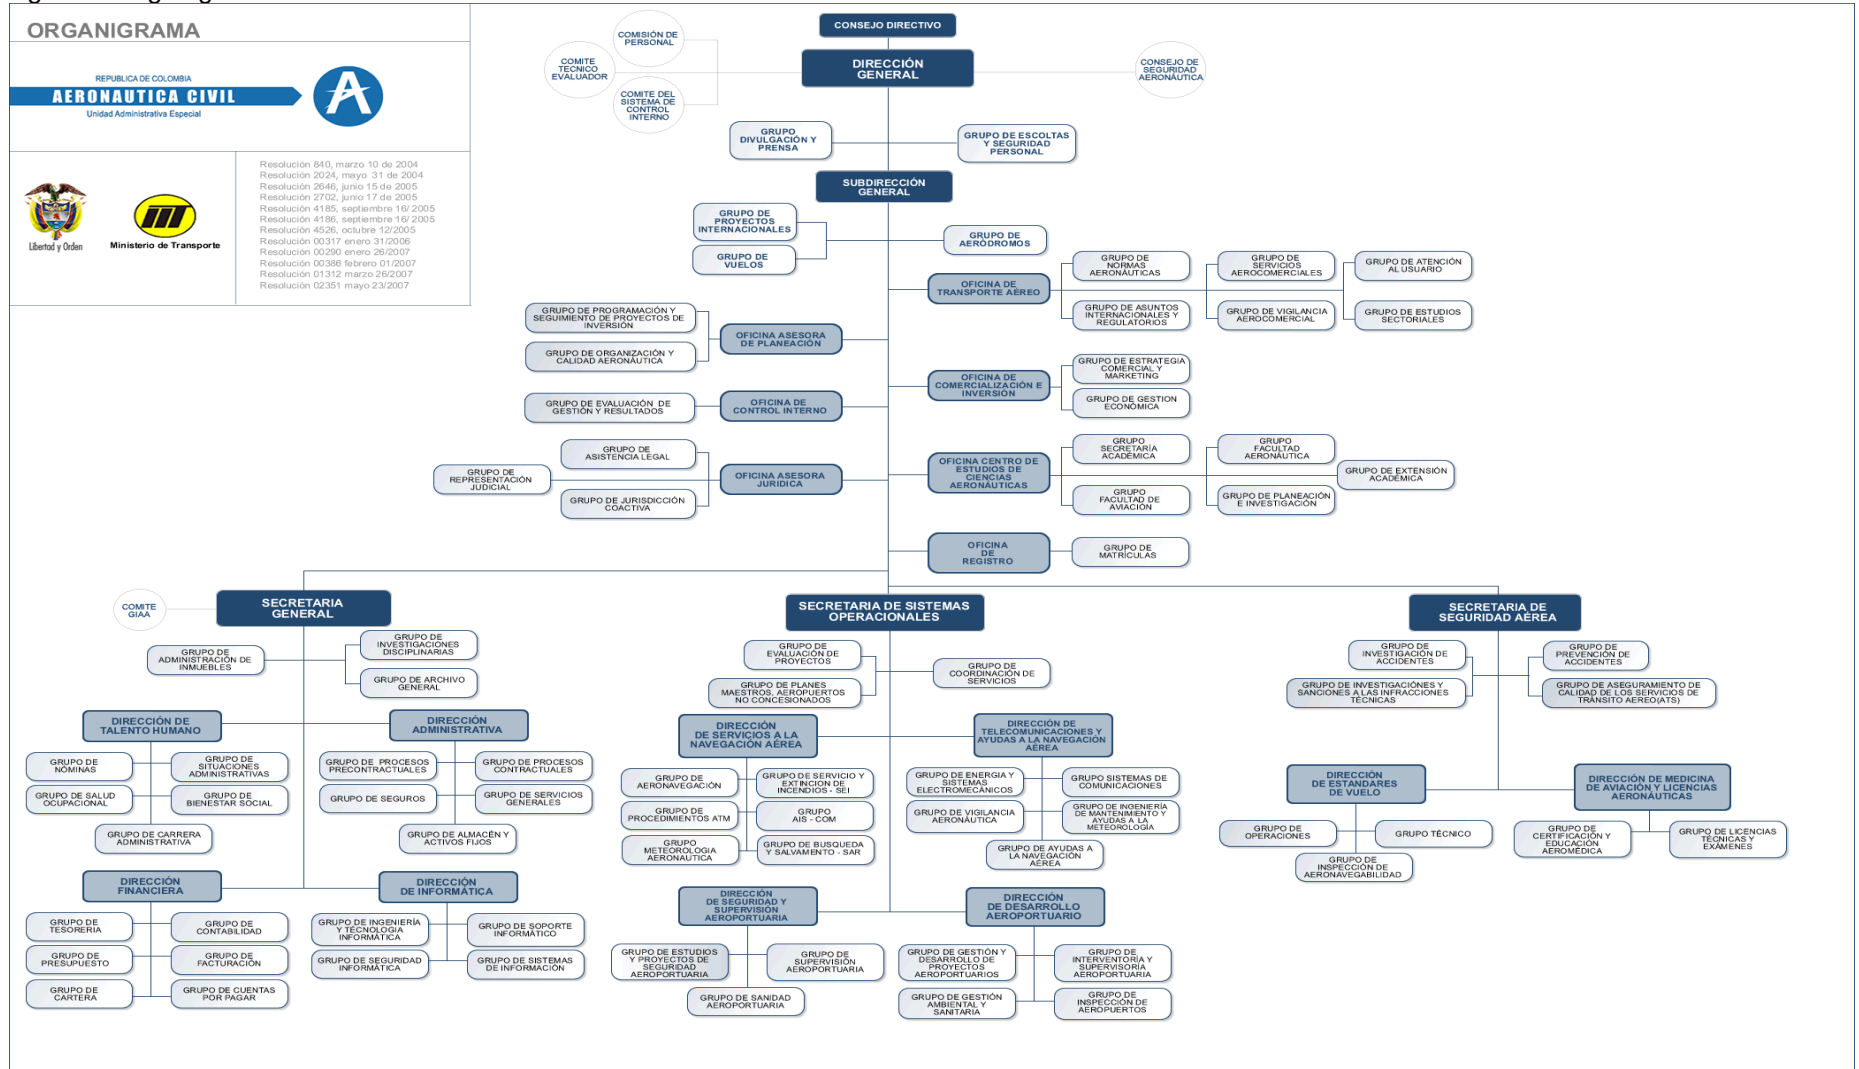 ORGANIGRAMA
REPUBLICA DE COLOMBIA
AERONAUTICA CIVIL
Unidad Administrativa Especial
Libertad y Orden
Ministerio de Transporte
Resolución 840, marzo 10 de 2004
Resolución 2024, mayo 31 de 2004
Resolución 2646, junio 15 de 2005
Resolución 2702, junio 17 de 2005
Resolución 4185, septiembre 16/ 2005
Resolución 4186, septiembre 16/ 2005
Resolución 4526, octubre 12/2005
Resolución 00317 enero 31/2006
Resolución 00290 enero 26/2007
Resolución 00386 febrero 01/2007
Resolución 01312 marzo 26/2007
Resolución 02351 mayo 23/2007
CONSEJO DIRECTIVO
COMISIÓN DE
PERSONAL
COMITE
TECNICO
EVALUADOR
COMITE DEL
SISTEMA DE
CONTROL
INTERNO
DIRECCIÓN
GENERAL
CONSEJO DE
SEGURIDAD
AERONÁUTICA
GRUPO
DIVULGACIÓN Y
PRENSA
GRUPO DE ESCOLTAS
Y SEGURIDAD
PERSONAL
SUBDIRECCIÓN
GENERAL
GRUPO DE
PROYECTOS
INTERNACIONALES
GRUPO DE
VUELOS
GRUPO DE
AERÓDROMOS
OFICINA DE
TRANSPORTE AÉREO
GRUPO DE
NORMAS
AERONÁUTICAS
GRUPO DE
SERVICIOS
AEROCOMERCIALES
GRUPO DE ATENCIÓN
AL USUARIO
GRUPO DE ASUNTOS
INTERNACIONALES Y
REGULATORIOS
GRUPO DE VIGILANCIA
AEROCOMERCIAL
GRUPO DE ESTUDIOS
SECTORIALES
GRUPO DE PROGRAMACIÓN Y
SEGUIMIENTO DE PROYECTOS DE
INVERSIÓN
GRUPO DE ORGANIZACIÓN Y
CALIDAD AERONÁUTICA
OFICINA ASESORA
DE PLANEACIÓN
OFICINA DE
COMERCIALIZACIÓN E
INVERSIÓN
GRUPO DE ESTRATEGIA
COMERCIAL Y
MARKETING
GRUPO DE GESTION
ECONÓMICA
GRUPO DE EVALUACIÓN DE
GESTIÓN Y RESULTADOS
OFICINA DE
CONTROL INTERNO
GRUPO DE
ASISTENCIA LEGAL
GRUPO DE
REPRESENTACIÓN
JUDICIAL
GRUPO DE JURISDICCIÓN
COACTIVA
OFICINA ASESORA
JURIDICA
OFICINA CENTRO DE
ESTUDIOS DE
CIENCIAS
AERONÁUTICAS
GRUPO
SECRETARÍA
ACADÉMICA
GRUPO
FACULTAD
AERONÁUTICA
GRUPO
FACULTAD DE
AVIACIÓN
GRUPO DE PLANEACIÓN
E INVESTIGACIÓN
GRUPO DE EXTENSIÓN
ACADÉMICA
OFICINA
DE
REGISTRO
GRUPO DE
MATRÍCULAS
COMITE
GIAA
SECRETARIA
GENERAL
GRUPO DE
ADMINISTRACIÓN DE
INMUEBLES
GRUPO DE
INVESTIGACIONES
DISCIPLINARIAS
GRUPO DE ARCHIVO
GENERAL
DIRECCIÓN DE
TALENTO HUMANO
DIRECCIÓN
ADMINISTRATIVA
GRUPO DE
NÓMINAS
GRUPO DE
SITUACIONES
ADMINISTRATIVAS
GRUPO DE SALUD
OCUPACIONAL
GRUPO DE
BIENESTAR SOCIAL
GRUPO DE CARRERA
ADMINISTRATIVA
GRUPO DE PROCESOS
PRECONTRACTUALES
GRUPO DE PROCESOS
CONTRACTUALES
GRUPO DE SEGUROS
GRUPO DE SERVICIOS
GENERALES
GRUPO DE ALMACÉN Y
ACTIVOS FIJOS
DIRECCIÓN
FINANCIERA
DIRECCIÓN
DE INFORMÁTICA
GRUPO DE
TESORERIA
GRUPO DE
CONTABILIDAD
GRUPO DE
PRESUPUESTO
GRUPO DE
FACTURACIÓN
GRUPO DE
CARTERA
GRUPO DE CUENTAS
POR PAGAR
GRUPO DE INGENIERÍA
Y TÉCNOLOGIA
INFORMÁTICA
GRUPO DE SOPORTE
INFORMÁTICO
GRUPO DE SEGURIDAD
INFORMÁTICA
GRUPO DE SISTEMAS
DE INFORMACIÓN
SECRETARIA DE SISTEMAS
OPERACIONALES
GRUPO DE
EVALUACIÓN DE
PROYECTOS
GRUPO DE PLANES
MAESTROS, AEROPUERTOS
NO CONCESIONADOS
GRUPO DE
COORDINACIÓN DE
SERVICIOS
DIRECCIÓN
DE SERVICIOS A LA
NAVEGACIÓN AÉREA
DIRECCIÓN DE
TELECOMUNICACIONES Y
AYUDAS A LA NAVEGACIÓN
AÉREA
GRUPO DE
AERONAVEGACIÓN
GRUPO DE SERVICIO Y
EXTINCION DE
INCENDIOS - SEI
GRUPO DE
PROCEDIMIENTOS ATM
GRUPO
AIS - COM
GRUPO
METEOROLOGIA
AERONAUTICA
GRUPO DE BUSQUEDA
Y SALVAMENTO - SAR
GRUPO DE ENERGIA Y
SISTEMAS
ELECTROMECÁNICOS
GRUPO SISTEMAS DE
COMUNICACIONES
GRUPO DE VIGILANCIA
AERONÁUTICA
GRUPO DE INGENIERÍA
DE MANTENIMIENTO Y
AYUDAS A LA
METEOROLOGÍA
GRUPO DE AYUDAS A
LA NAVEGACIÓN
AÉREA
DIRECCIÓN
DE SEGURIDAD Y
SUPERVISIÓN
AEROPORTUARIA
DIRECCIÓN
DE DESARROLLO
AEROPORTUARIO
GRUPO DE ESTUDIOS
Y PROYECTOS DE
SEGURIDAD
AEROPORTUARIA
GRUPO DE
SUPERVISIÓN
AEROPORTUARIA
GRUPO DE SANIDAD
AEROPORTUARIA
GRUPO DE GESTIÓN Y
DESARROLLO DE
PROYECTOS
AEROPORTUARIOS
GRUPO DE
INTERVENTORÍA Y
SUPERVISORÍA
AEROPORTUARIA
GRUPO DE GESTIÓN
AMBIENTAL Y
SANITARIA
GRUPO DE
INSPECCIÓN DE
AEROPUERTOS
SECRETARIA DE
SEGURIDAD AÉREA
GRUPO DE
INVESTIGACIÓN DE
ACCIDENTES
GRUPO DE
PREVENCIÓN DE
ACCIDENTES
GRUPO DE INVESTIGACIÓNES Y
SANCIONES A LAS INFRACCIONES
TÉCNICAS
GRUPO DE ASEGURAMIENTO DE
CALIDAD DE LOS SERVICIOS DE
TRÁNSITO AEREO(ATS)
DIRECCIÓN
DE ESTANDARES
DE VUELO
DIRECCIÓN DE MEDICINA
DE AVIACIÓN Y LICENCIAS
AERONÁUTICAS
GRUPO DE
OPERACIONES
GRUPO TÉCNICO
GRUPO DE
INSPECCIÓN DE
AERONAVEGABILIDAD
GRUPO DE
CERTIFICACIÓN Y
EDUCACIÓN
AEROMÉDICA
GRUPO DE LICENCIAS
TÉCNICAS Y
EXÁMENES